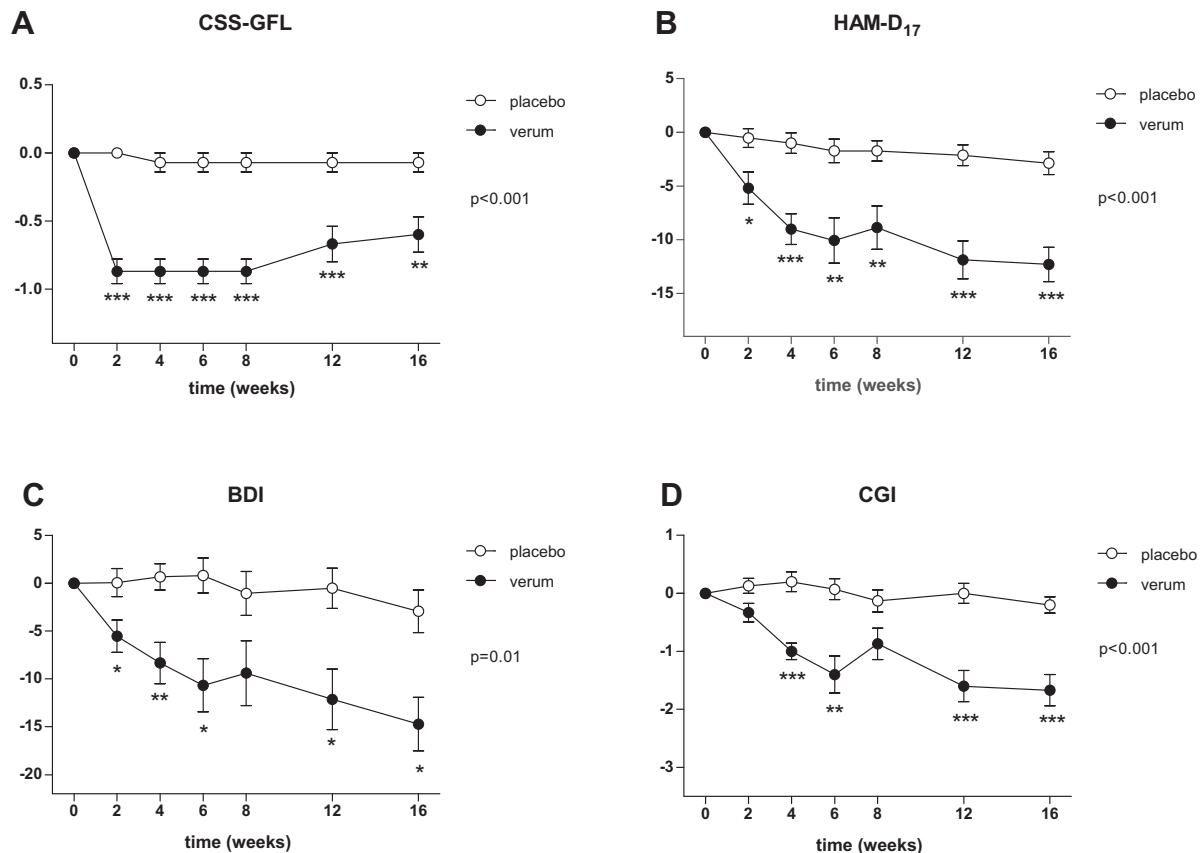 A
CSS-GFL
0.5
0.0
-0.5
-1.0
0 2 4 6 8 12 16
time (weeks)
placebo
verum
p<0.001
*** *** *** *** *** **
B
HAM-D₁₇
5
0
-5
-10
-15
0 2 4 6 8 12 16
time (weeks)
placebo
verum
p<0.001
* *** ** ** *** ***
C
BDI
5
0
-5
-10
-15
-20
0 2 4 6 8 12 16
time (weeks)
placebo
verum
p=0.01
* ** * * *
D
CGI
1
0
-1
-2
-3
0 2 4 6 8 12 16
time (weeks)
placebo
verum
p<0.001
*** ** *** ***